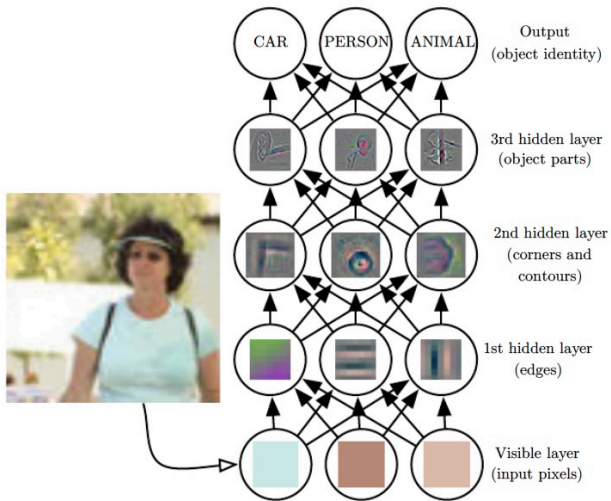 CAR
PERSON
ANIMAL
Output
(object identity)
3rd hidden layer
(object parts)
2nd hidden layer
(corners and
contours)
1st hidden layer
(edges)
Visible layer
(input pixels)